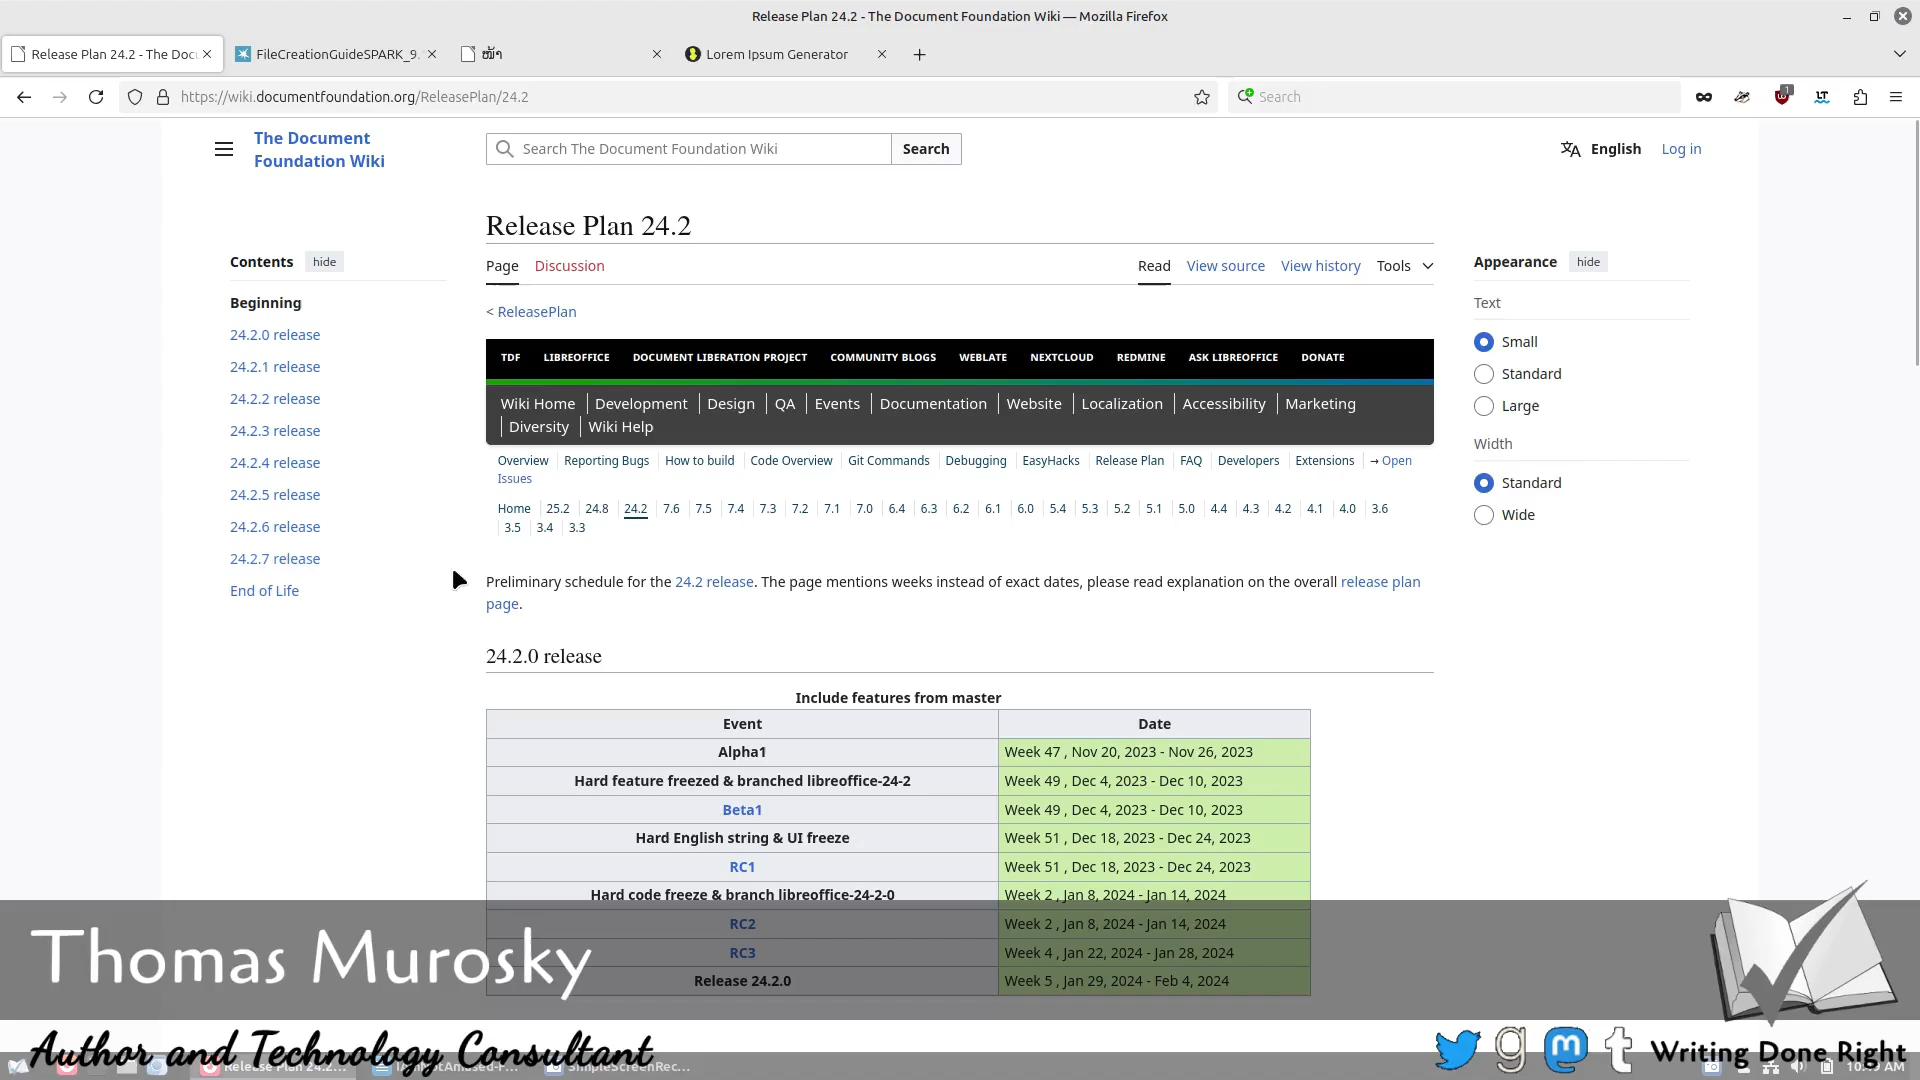 Release Plan 24.2 - The Document Foundation Wiki — Mozilla Firefox
Release Plan 24.2 - The Doc
FileCreationGuideSPARK_9.
ໜ້າ
Lorem Ipsum Generator
https://wiki.documentfoundation.org/ReleasePlan/24.2
Search
1
The Document
Foundation Wiki
Search The Document Foundation Wiki
Search
English
Log in
Release Plan 24.2
Contents hide
Beginning
24.2.0 release
24.2.1 release
24.2.2 release
24.2.3 release
24.2.4 release
24.2.5 release
24.2.6 release
24.2.7 release
End of Life
Page Discussion
Read View source View history Tools
< ReleasePlan
TDF LIBREOFFICE DOCUMENT LIBERATION PROJECT COMMUNITY BLOGS WEBLATE NEXTCLOUD REDMINE ASK LIBREOFFICE DONATE
Wiki Home Development Design QA Events Documentation Website Localization Accessibility Marketing
Diversity Wiki Help
Overview Reporting Bugs How to build Code Overview Git Commands Debugging EasyHacks Release Plan FAQ Developers Extensions → Open
Issues
Home 25.2 24.8 24.2 7.6 7.5 7.4 7.3 7.2 7.1 7.0 6.4 6.3 6.2 6.1 6.0 5.4 5.3 5.2 5.1 5.0 4.4 4.3 4.2 4.1 4.0 3.6
3.5 3.4 3.3
Preliminary schedule for the 24.2 release. The page mentions weeks instead of exact dates, please read explanation on the overall release plan
page.
24.2.0 release
Include features from master
Event Date
Alpha1 Week 47 , Nov 20, 2023 - Nov 26, 2023
Hard feature freezed & branched libreoffice-24-2 Week 49 , Dec 4, 2023 - Dec 10, 2023
Beta1 Week 49 , Dec 4, 2023 - Dec 10, 2023
Hard English string & UI freeze Week 51 , Dec 18, 2023 - Dec 24, 2023
RC1 Week 51 , Dec 18, 2023 - Dec 24, 2023
Hard code freeze & branch libreoffice-24-2-0 Week 2 , Jan 8, 2024 - Jan 14, 2024
RC2 Week 2 , Jan 8, 2024 - Jan 14, 2024
RC3 Week 4 , Jan 22, 2024 - Jan 28, 2024
Release 24.2.0 Week 5 , Jan 29, 2024 - Feb 4, 2024
Appearance hide
Text
Small
Standard
Large
Width
Standard
Wide
Thomas Murosky
Author and Technology Consultant
Writing Done Right
Release Plan 24.2...